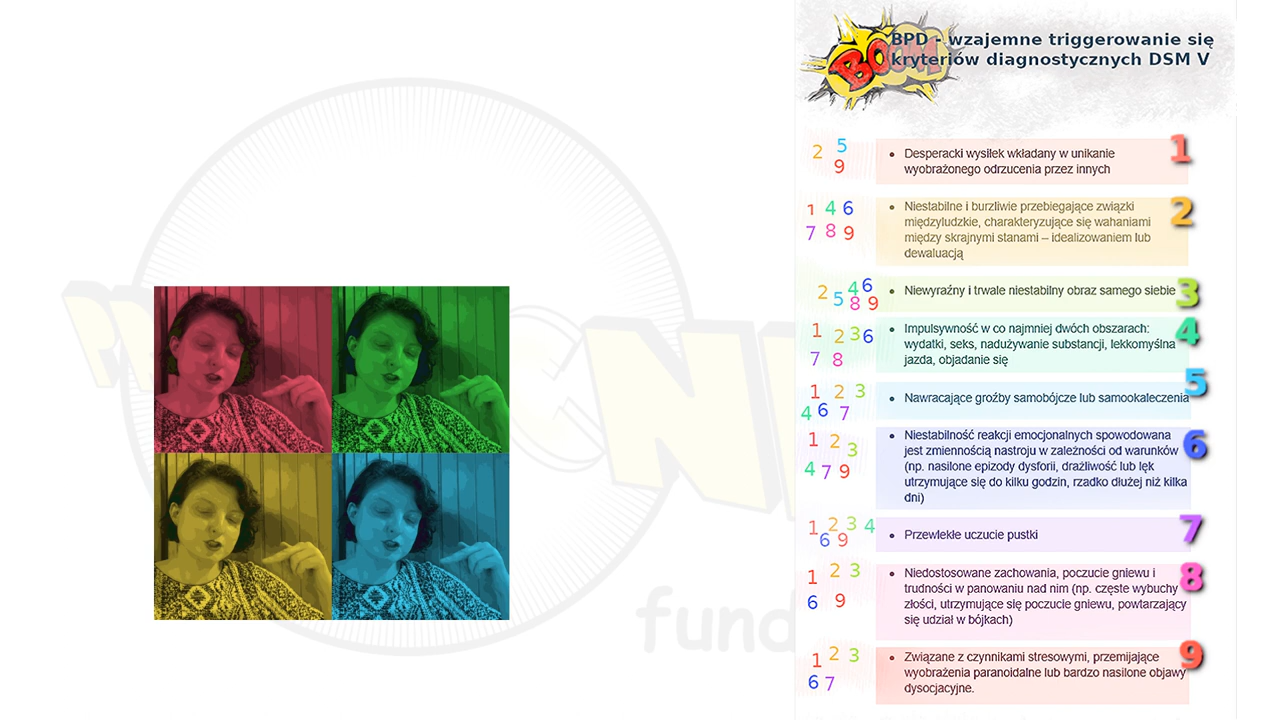 BPD - wzajemne triggerowanie się
kryteriów diagnostycznych DSM V
BOOM
2 5
9
Desperacki wysiłek wkładany w unikanie
wyobrażonego odrzucenia przez innych
1
1 4 6
7 8 9
Niestabilne i burzliwie przebiegające związki
międzyludzkie, charakteryzujące się wahaniami
między skrajnymi stanami – idealizowaniem lub
dewaluacją
2
2 4 6
5 8 9
Niewyraźny i trwale niestabilny obraz samego siebie
3
1 2 3 6
7 8
Impulsywność w co najmniej dwóch obszarach:
wydatki, seks, nadużywanie substancji, lekkomyślna
jazda, objadanie się
4
1 2 3
4 6 7
Nawracające groźby samobójcze lub samookaleczenia
5
1 2 3
4 7 9
Niestabilność reakcji emocjonalnych spowodowana
jest zmiennością nastroju w zależności od warunków
(np. nasilone epizody dysforii, drażliwość lub lęk
utrzymujące się do kilku godzin, rzadko dłużej niż kilka
dni)
6
1 2 3 4
6 9
Przewlekłe uczucie pustki
7
1 2 3
6 9
Niedostosowane zachowania, poczucie gniewu i
trudności w panowaniu nad nim (np. częste wybuchy
złości, utrzymujące się poczucie gniewu, powtarzający
się udział w bójkach)
8
1 2 3
6 7
Związane z czynnikami stresowymi, przemijające
wyobrażenia paranoidalne lub bardzo nasilone objawy
dysocjacyjne.
9
fund